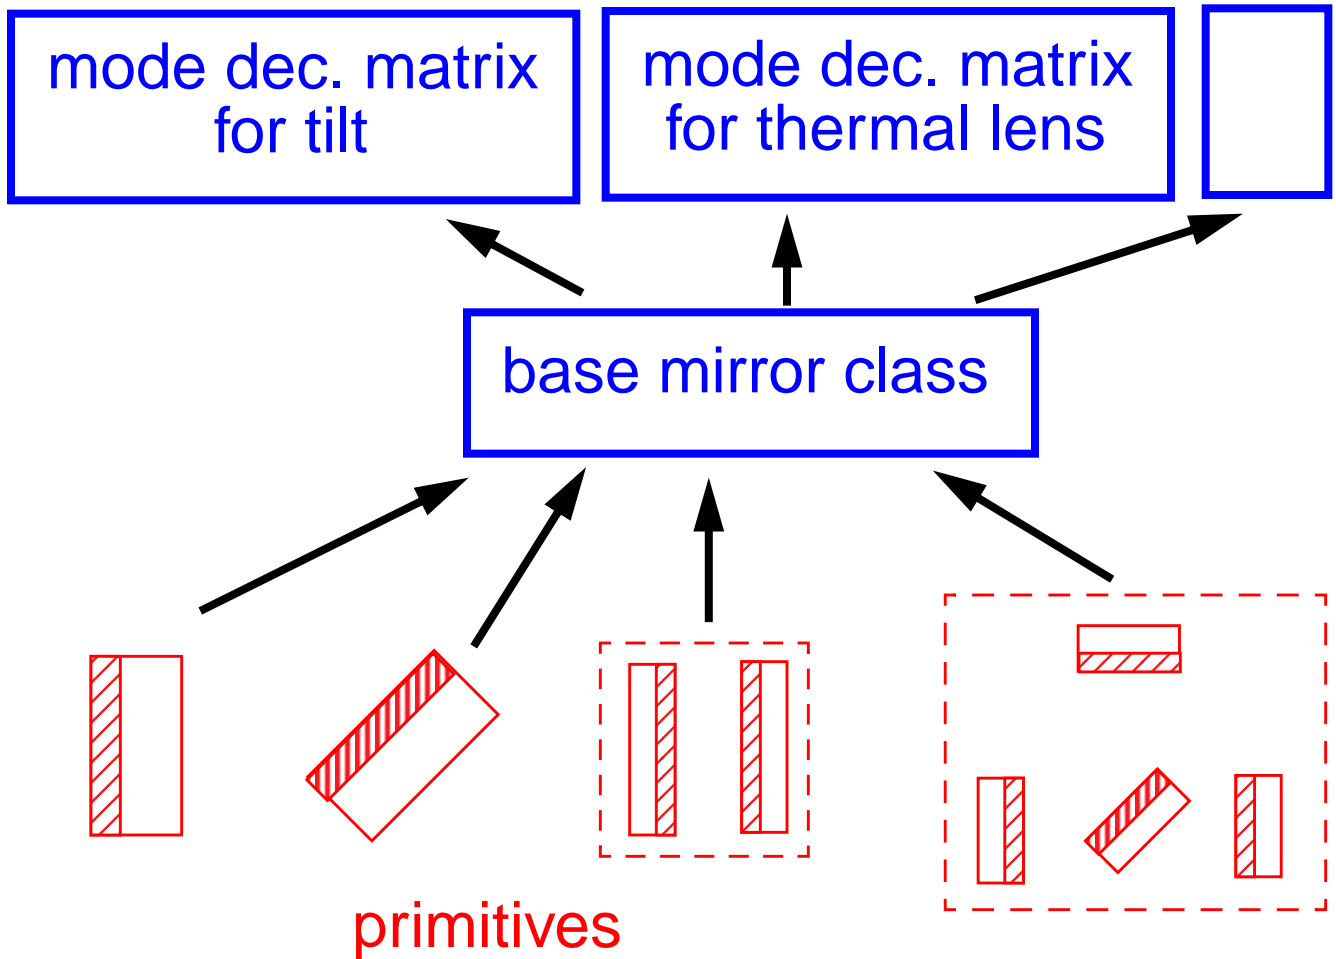 mode dec. matrix
for tilt
mode dec. matrix
for thermal lens
base mirror class
primitives